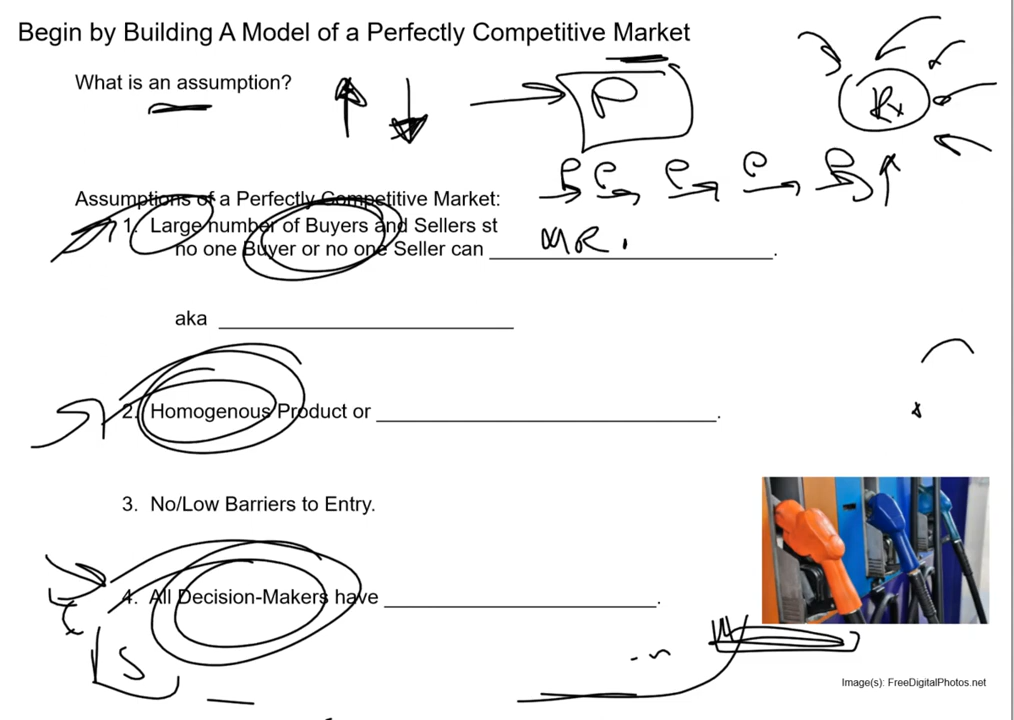 Begin by Building A Model of a Perfectly Competitive Market
What is an assumption?
P
Rx
P P P P P
Assumptions of a Perfectly Competitive Market:
1. Large number of Buyers and Sellers st
no one Buyer or no one Seller can MR. .
aka
2. Homogenous Product or .
3. No/Low Barriers to Entry.
4. All Decision-Makers have .
S
Image(s): FreeDigitalPhotos.net